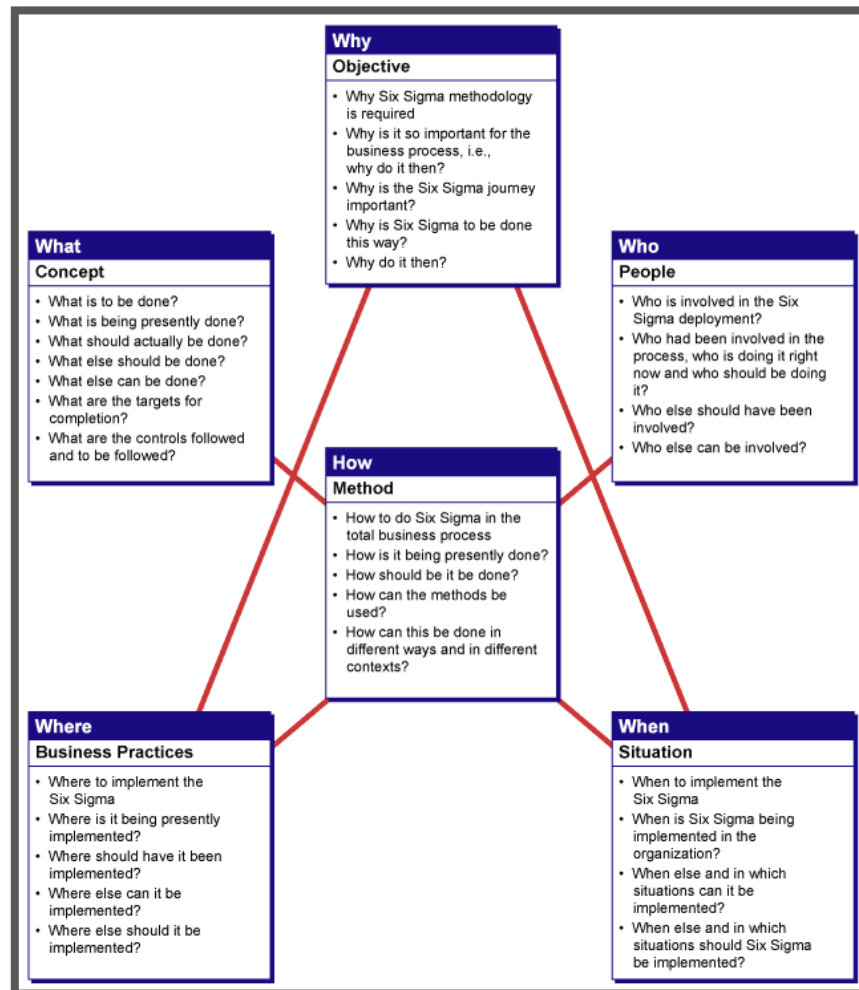 Why
Objective
• Why Six Sigma methodology
is required
• Why is it so important for the
business process, i.e.,
why do it then?
• Why is the Six Sigma journey
important?
• Why is Six Sigma to be done
this way?
• Why do it then?
What
Concept
• What is to be done?
• What is being presently done?
• What should actually be done?
• What else should be done?
• What else can be done?
• What are the targets for
completion?
• What are the controls followed
and to be followed?
Who
People
• Who is involved in the Six
Sigma deployment?
• Who had been involved in the
process, who is doing it right
now and who should be doing
it?
• Who else should have been
involved?
• Who else can be involved?
How
Method
• How to do Six Sigma in the
total business process
• How is it being presently done?
• How should be it be done?
• How can the methods be
used?
• How can this be done in
different ways and in different
contexts?
Where
Business Practices
• Where to implement the
Six Sigma
• Where is it being presently
implemented?
• Where should have it been
implemented?
• Where else can it be
implemented?
• Where else should it be
implemented?
When
Situation
• When to implement the
Six Sigma
• When is Six Sigma being
implemented in the
organization?
• When else and in which
situations can it be
implemented?
• When else and in which
situations should Six Sigma
be implemented?